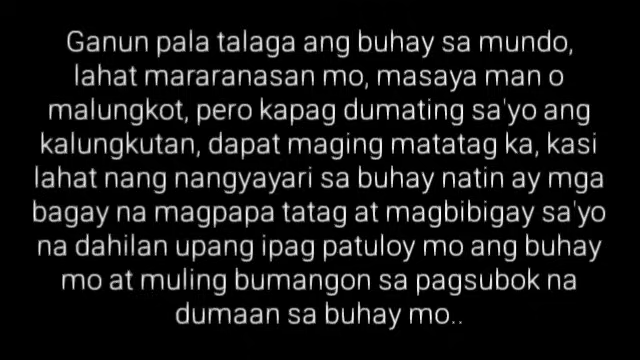 Ganun pala talaga ang buhay sa mundo,
lahat mararanasan mo, masaya man o
malungkot, pero kapag dumating sa'yo ang
kalungkutan, dapat maging matatag ka, kasi
lahat nang nangyayari sa buhay natin ay mga
bagay na magpapa tatag at magbibigay sa'yo
na dahilan upang ipag patuloy mo ang buhay
mo at muling bumangon sa pagsubok na
dumaan sa buhay mo..